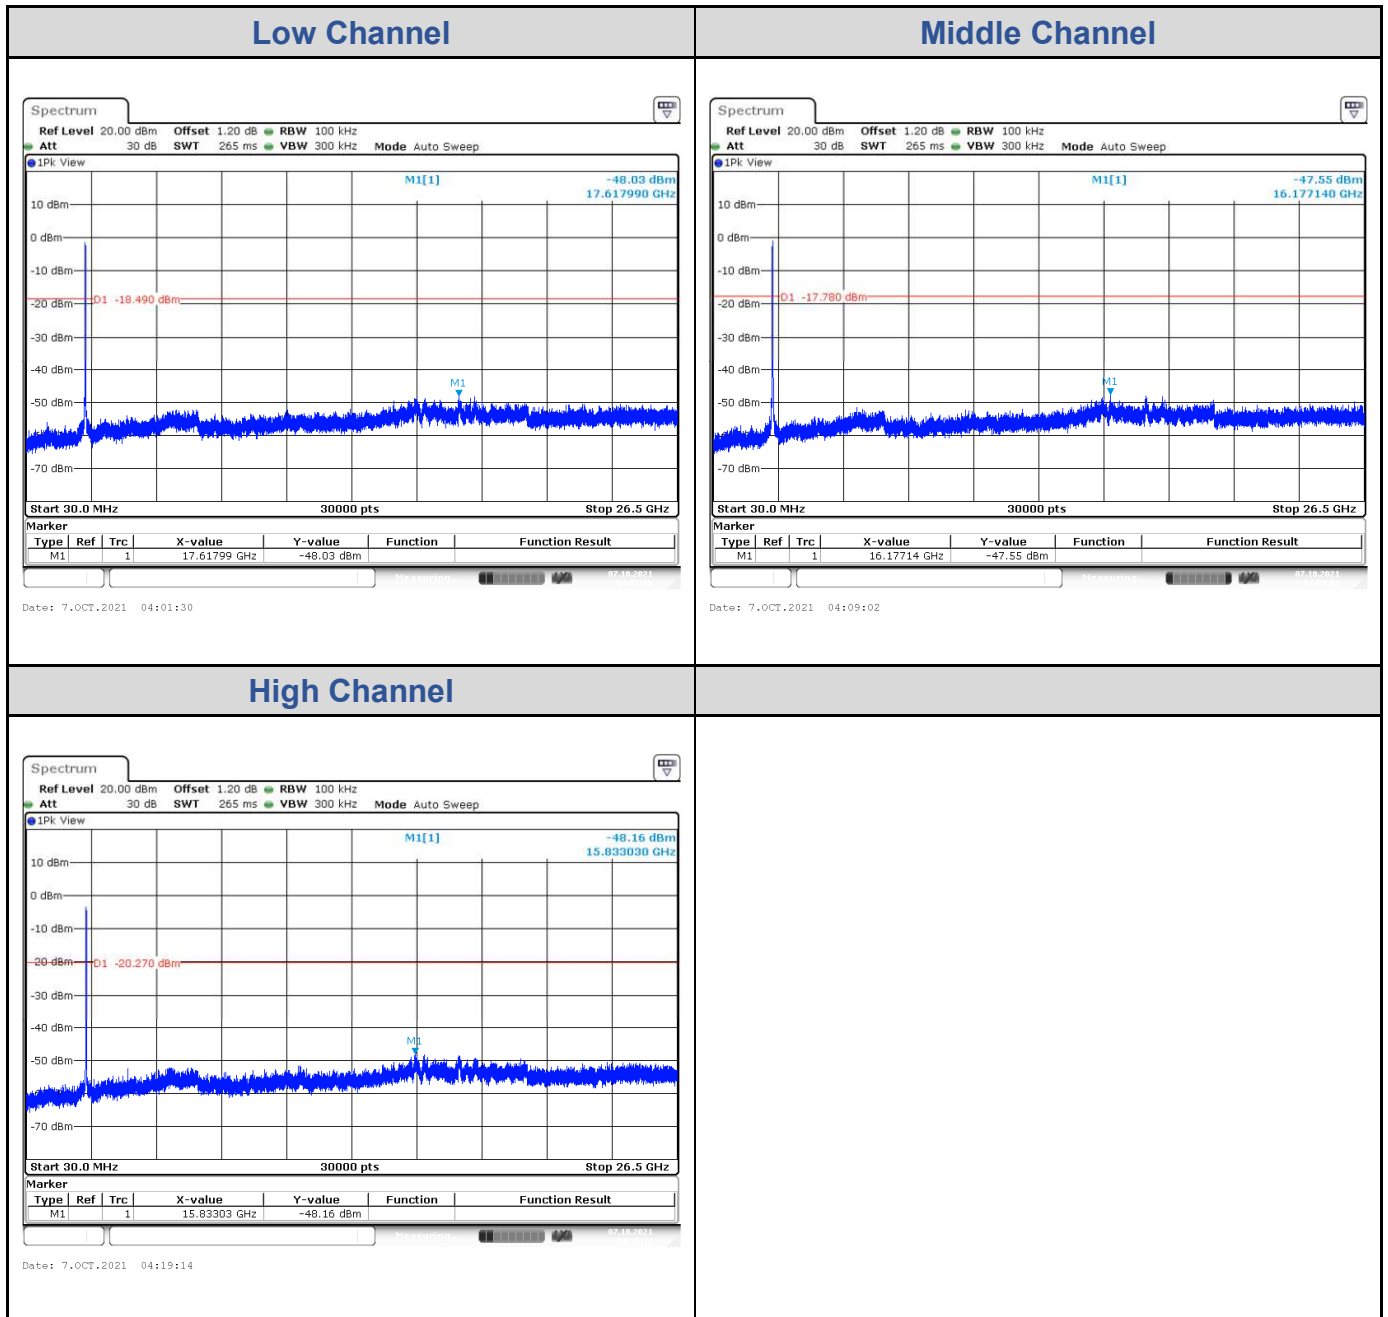 Low Channel
Middle Channel
Spectrum
Ref Level 20.00 dBm Offset 1.20 dB RBW 100 kHz
Att 30 dB SWT 265 ms VBW 300 kHz Mode Auto Sweep
1Pk View
M1[1] -48.03 dBm
17.617990 GHz
10 dBm
0 dBm
-10 dBm
D1 -18.490 dBm
-20 dBm
-30 dBm
-40 dBm
M1
-50 dBm
-70 dBm
Start 30.0 MHz 30000 pts Stop 26.5 GHz
Marker
Type Ref Trc X-value Y-value Function Function Result
M1 1 17.61799 GHz -48.03 dBm
Measuring 07.10.2021
Date: 7.OCT.2021 04:01:30
Spectrum
Ref Level 20.00 dBm Offset 1.20 dB RBW 100 kHz
Att 30 dB SWT 265 ms VBW 300 kHz Mode Auto Sweep
1Pk View
M1[1] -47.55 dBm
16.177140 GHz
10 dBm
0 dBm
-10 dBm
D1 -17.780 dBm
-20 dBm
-30 dBm
-40 dBm
M1
-50 dBm
-70 dBm
Start 30.0 MHz 30000 pts Stop 26.5 GHz
Marker
Type Ref Trc X-value Y-value Function Function Result
M1 1 16.17714 GHz -47.55 dBm
Measuring 07.10.2021
Date: 7.OCT.2021 04:09:02
High Channel
Spectrum
Ref Level 20.00 dBm Offset 1.20 dB RBW 100 kHz
Att 30 dB SWT 265 ms VBW 300 kHz Mode Auto Sweep
1Pk View
M1[1] -48.16 dBm
15.833030 GHz
10 dBm
0 dBm
-10 dBm
-20 dBm D1 -20.270 dBm
-30 dBm
-40 dBm
M1
-50 dBm
-70 dBm
Start 30.0 MHz 30000 pts Stop 26.5 GHz
Marker
Type Ref Trc X-value Y-value Function Function Result
M1 1 15.83303 GHz -48.16 dBm
Measuring 07.10.2021
Date: 7.OCT.2021 04:19:14